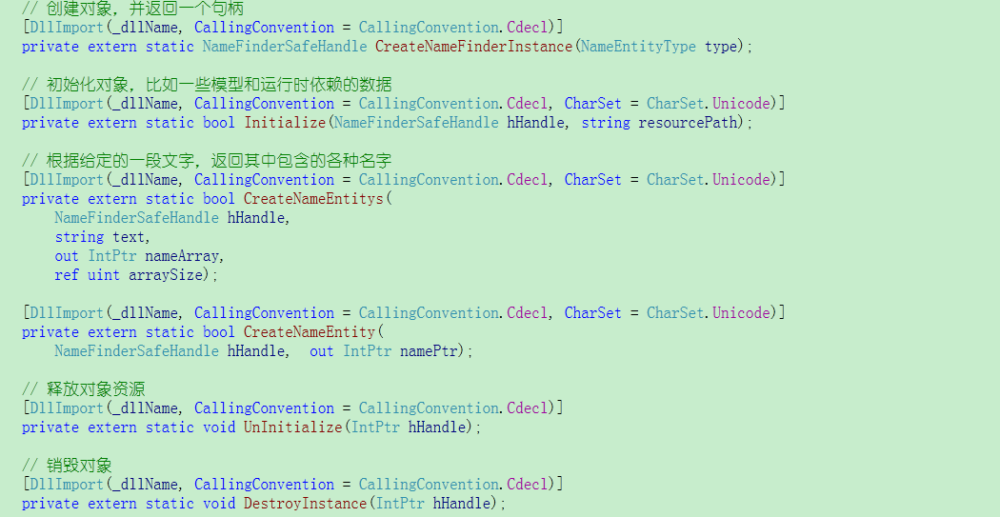 // 创建对象，并返回一个句柄
[DllImport(_dllName, CallingConvention = CallingConvention.Cdecl)]
private extern static NameFinderSafeHandle CreateNameFinderInstance(NameEntityType type);
// 初始化对象，比如一些模型和运行时依赖的数据
[DllImport(_dllName, CallingConvention = CallingConvention.Cdecl, CharSet = CharSet.Unicode)]
private extern static bool Initialize(NameFinderSafeHandle hHandle, string resourcePath);
// 根据给定的一段文字，返回其中包含的各种名字
[DllImport(_dllName, CallingConvention = CallingConvention.Cdecl, CharSet = CharSet.Unicode)]
private extern static bool CreateNameEntitys(
NameFinderSafeHandle hHandle,
string text,
out IntPtr nameArray,
ref uint arraySize);
[DllImport(_dllName, CallingConvention = CallingConvention.Cdecl, CharSet = CharSet.Unicode)]
private extern static bool CreateNameEntity(
NameFinderSafeHandle hHandle,  out IntPtr namePtr);
// 释放对象资源
[DllImport(_dllName, CallingConvention = CallingConvention.Cdecl)]
private extern static void UnInitialize(IntPtr hHandle);
// 销毁对象
[DllImport(_dllName, CallingConvention = CallingConvention.Cdecl)]
private extern static void DestroyInstance(IntPtr hHandle);